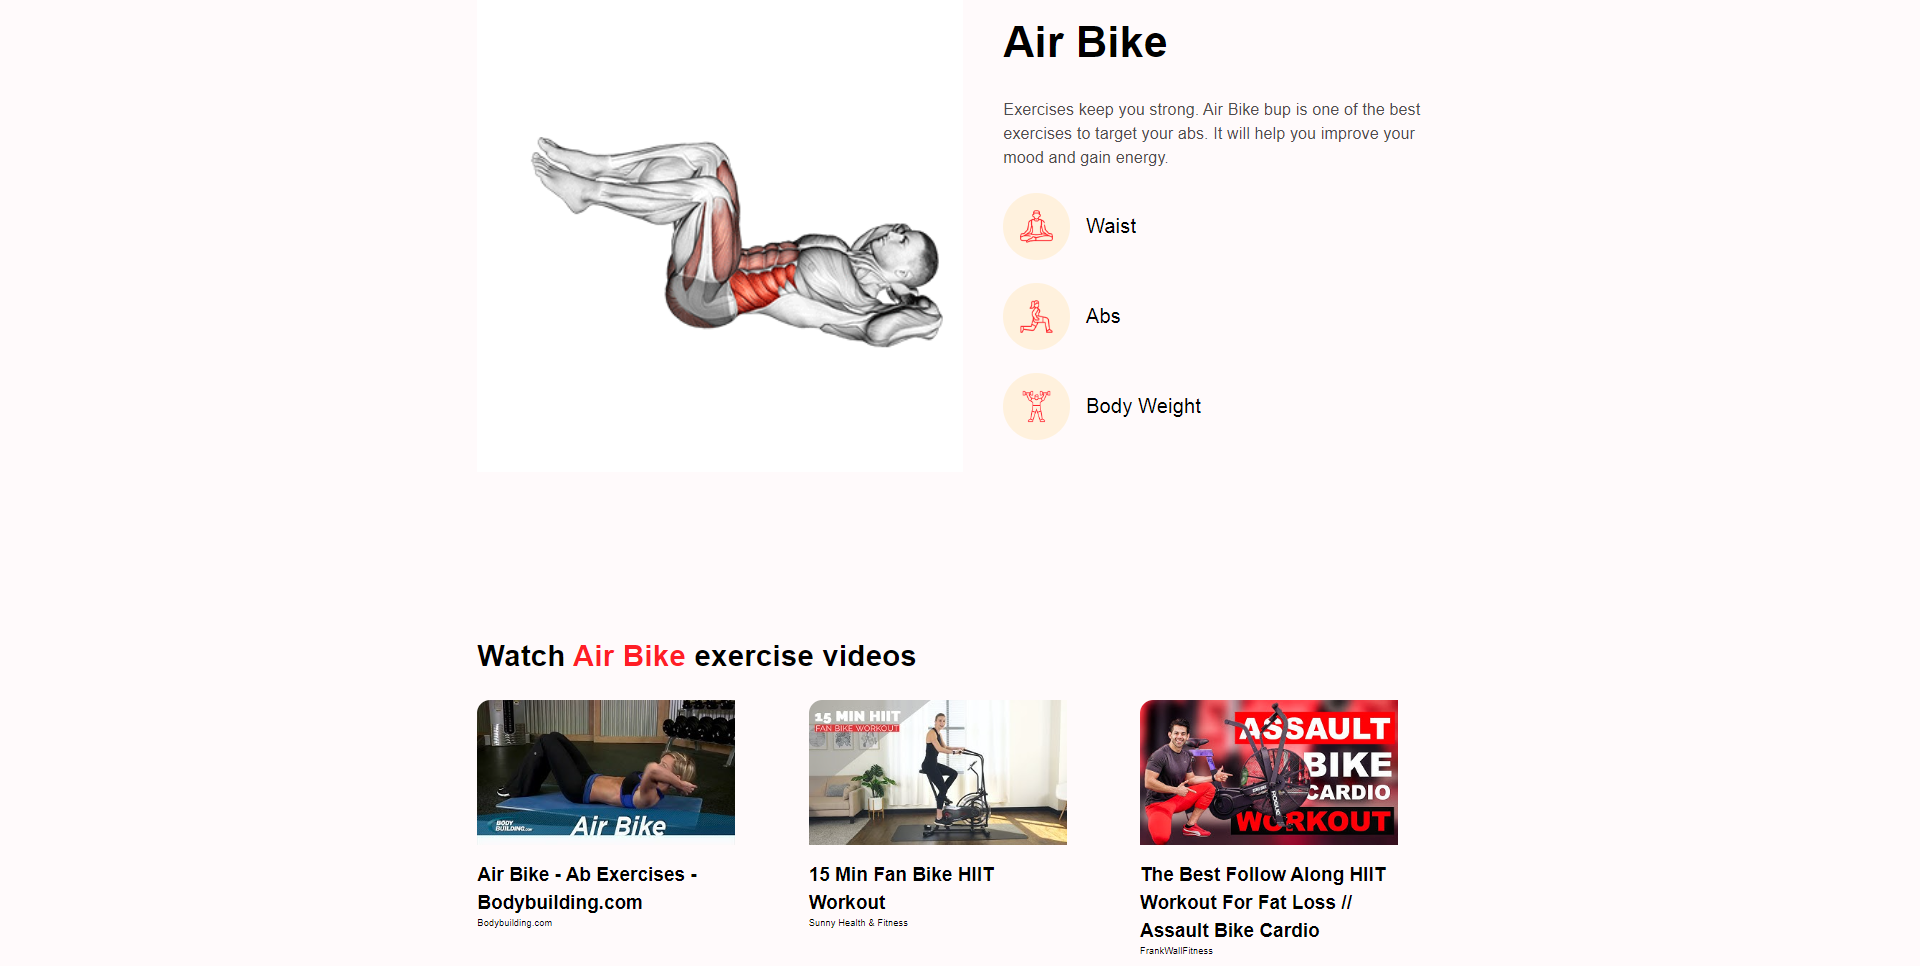 Air Bike
Exercises keep you strong. Air Bike bup is one of the best
exercises to target your abs. It will help you improve your
mood and gain energy.
Waist
Abs
Body Weight
Watch Air Bike exercise videos
BODY
BUILDING.COM
Air Bike
15 MIN HIIT
FAN BIKE WORKOUT
ASSAULT
BIKE
CARDIO
WORKOUT
ROGUE
Air Bike - Ab Exercises -
Bodybuilding.com
Bodybuilding.com
15 Min Fan Bike HIIT
Workout
Sunny Health & Fitness
The Best Follow Along HIIT
Workout For Fat Loss //
Assault Bike Cardio
FrankWallFitness